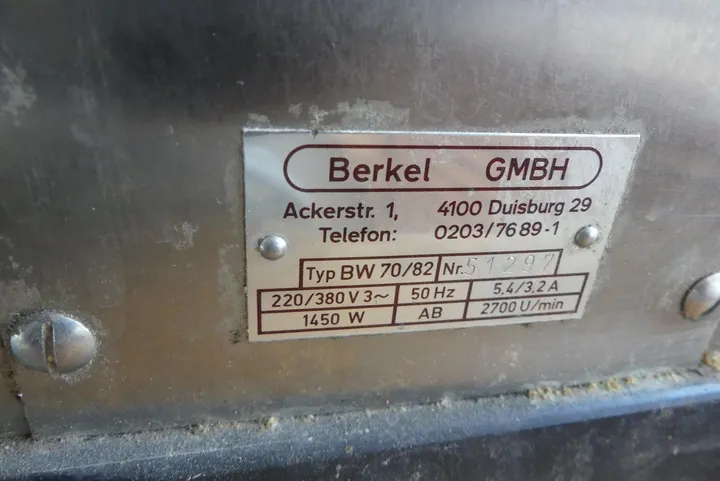 Berkel GMBH
Ackerstr. 1, 4100 Duisburg 29
Telefon: 0203/7689-1
Typ BW 70/82 Nr. 51297
220/380 V 3~ 50 Hz 5,4/3,2 A
1450 W AB 2700 U/min